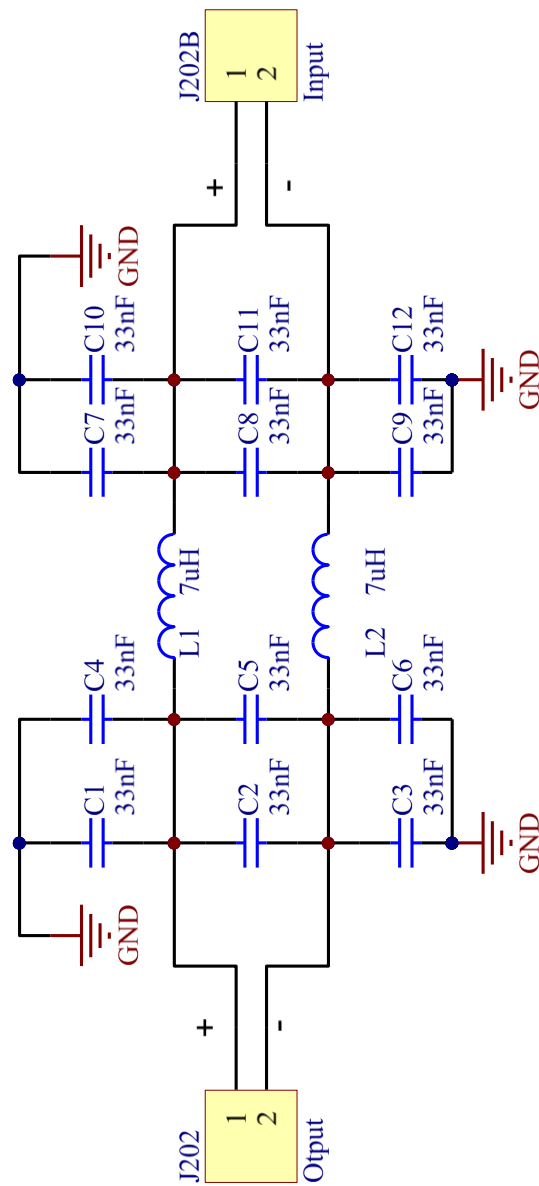 J202B
1
2
Input
+
-
GND
C10
33nF
C11
33nF
C12
33nF
C7
33nF
C8
33nF
C9
33nF
GND
7uH
L1
7uH
L2
C4
33nF
C5
33nF
C6
33nF
C1
33nF
C2
33nF
C3
33nF
GND
GND
+
-
J202
1
2
Otput